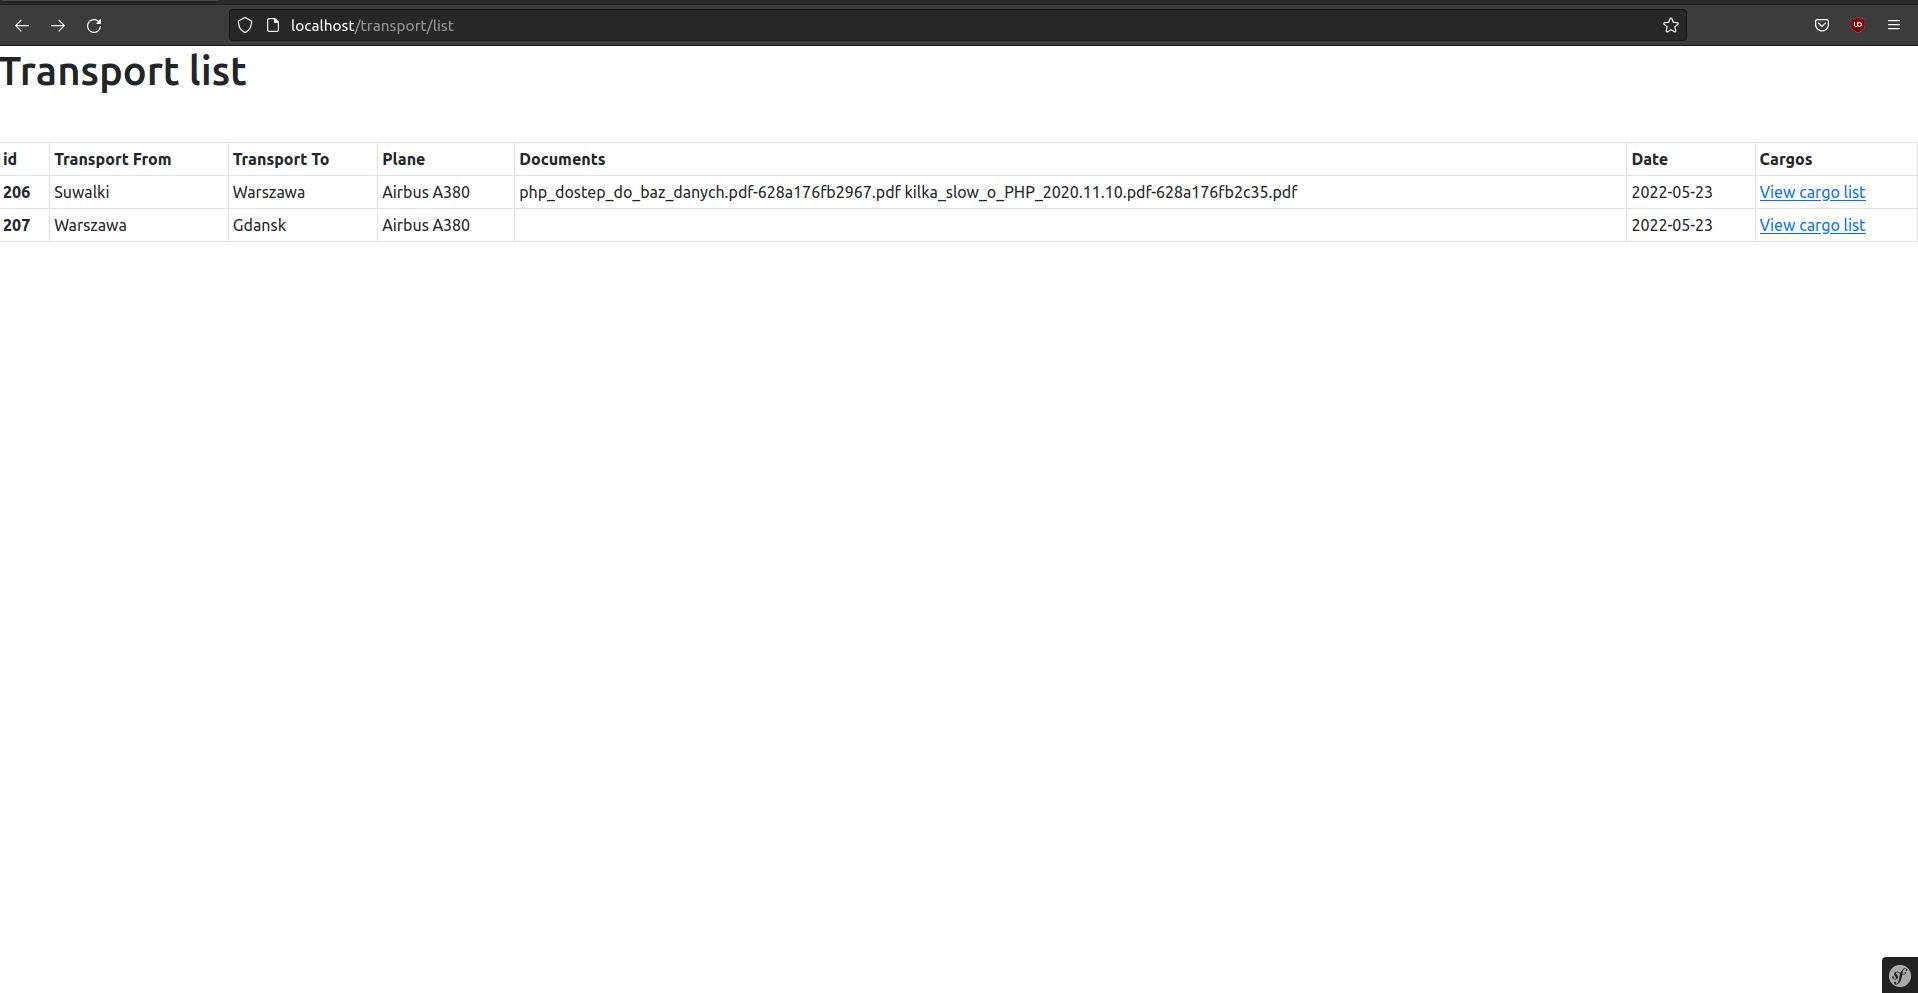 localhost/transport/list
Transport list
id Transport From Transport To Plane Documents Date Cargos
206 Suwalki Warszawa Airbus A380 php_dostep_do_baz_danych.pdf-628a176fb2967.pdf kilka_slow_o_PHP_2020.11.10.pdf-628a176fb2c35.pdf 2022-05-23 View cargo list
207 Warszawa Gdansk Airbus A380 2022-05-23 View cargo list
sf